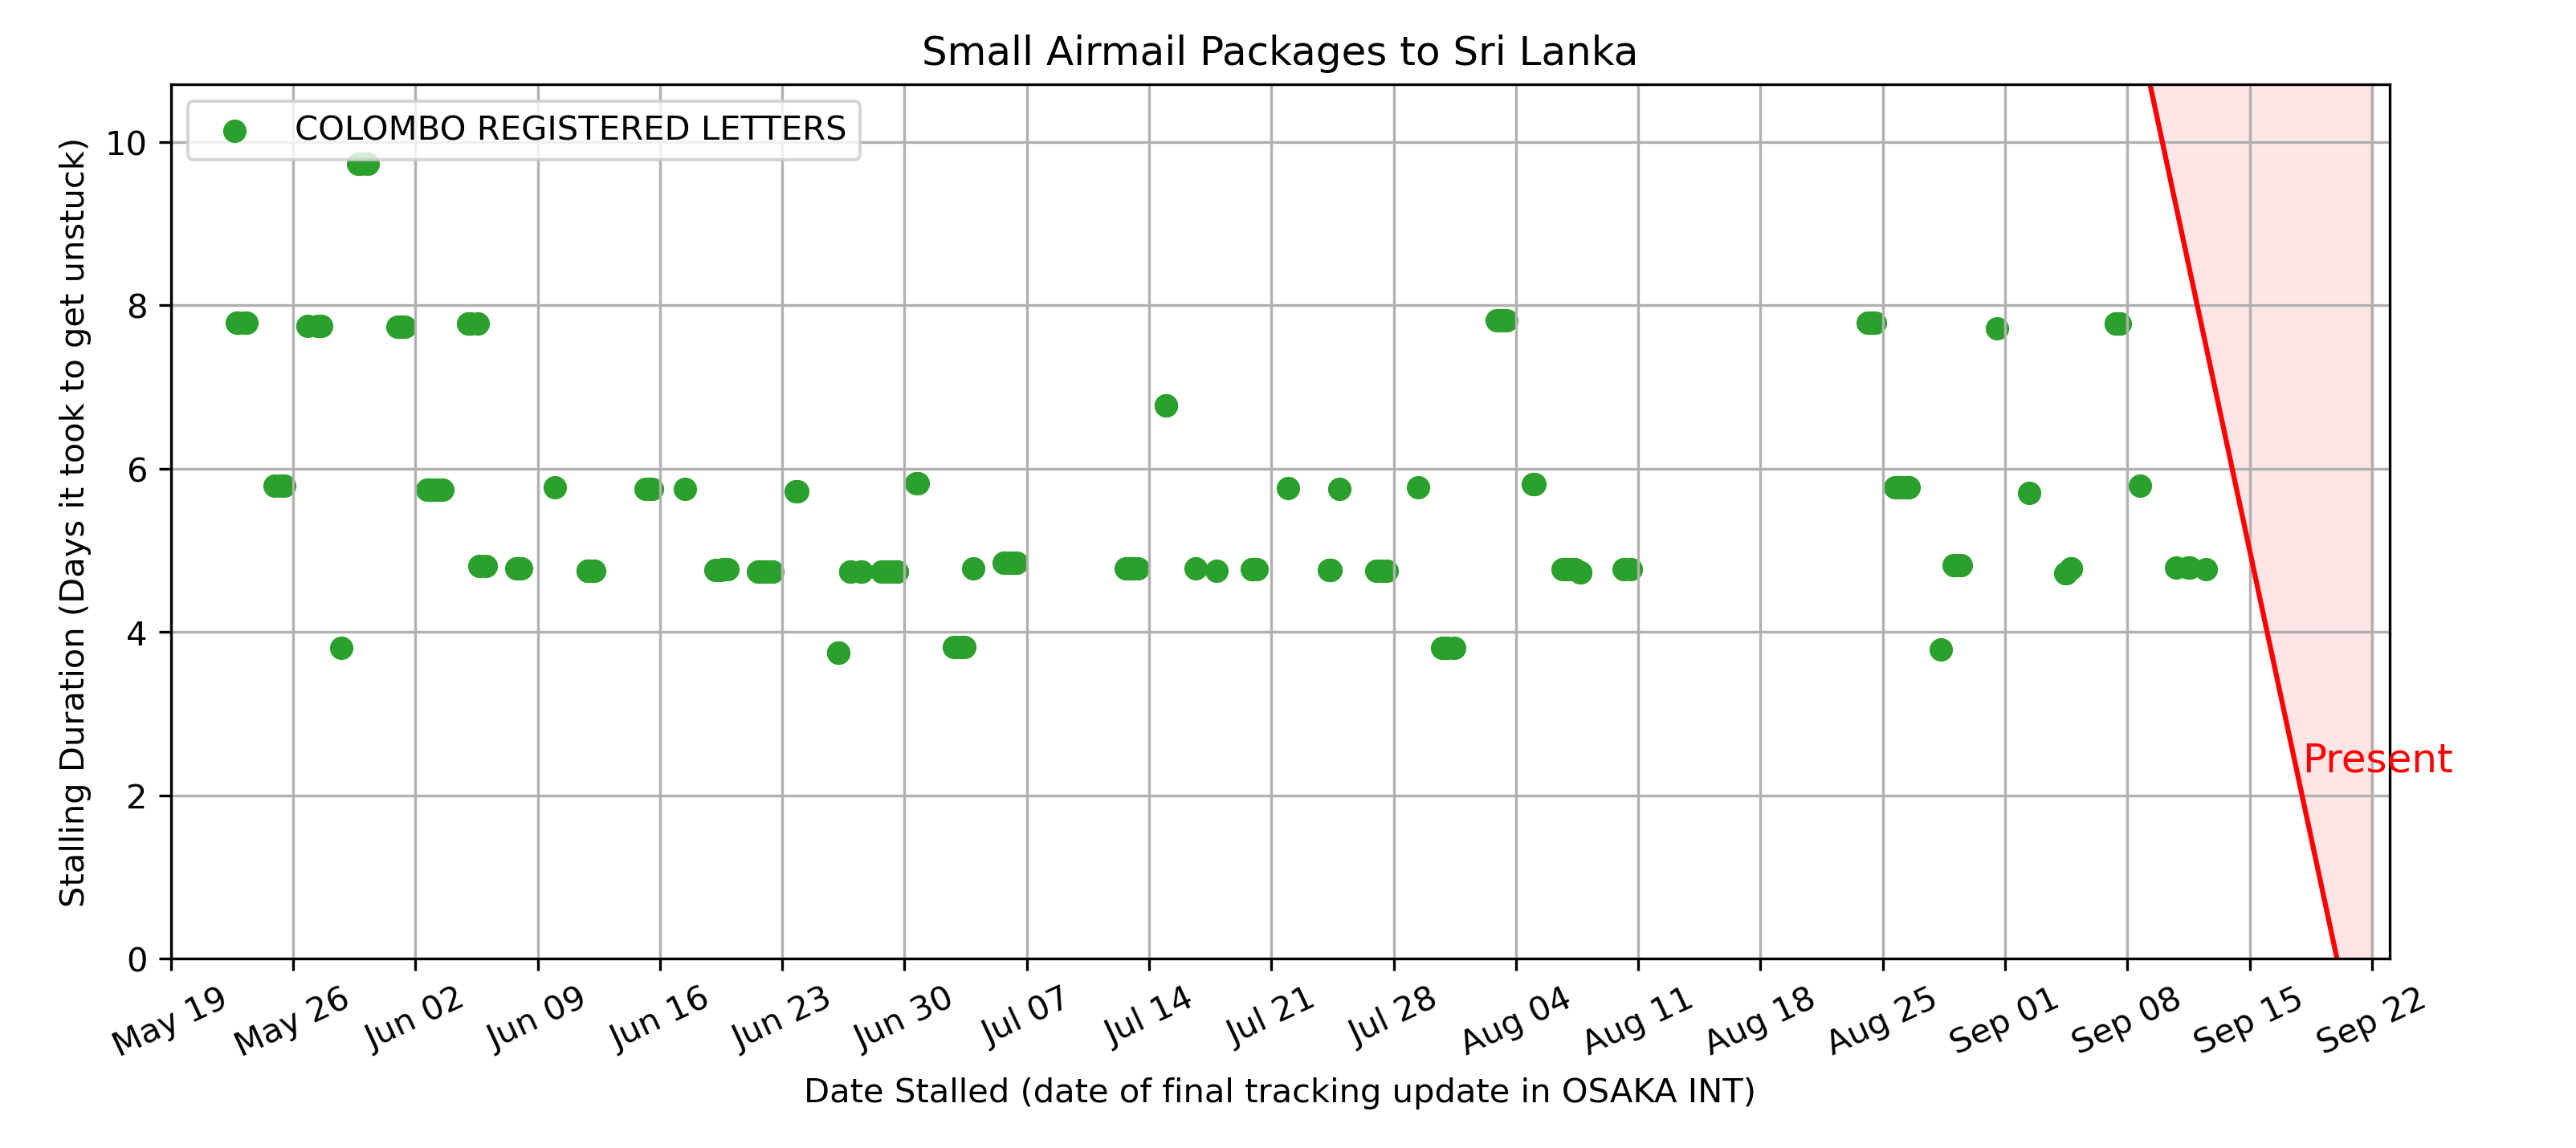 Small Airmail Packages to Sri Lanka
COLOMBO REGISTERED LETTERS
Stalling Duration (Days it took to get unstuck)
10
8
6
4
2
0
Present
May 19
May 26
Jun 02
Jun 09
Jun 16
Jun 23
Jun 30
Jul 07
Jul 14
Jul 21
Jul 28
Aug 04
Aug 11
Aug 18
Aug 25
Sep 01
Sep 08
Sep 15
Sep 22
Date Stalled (date of final tracking update in OSAKA INT)